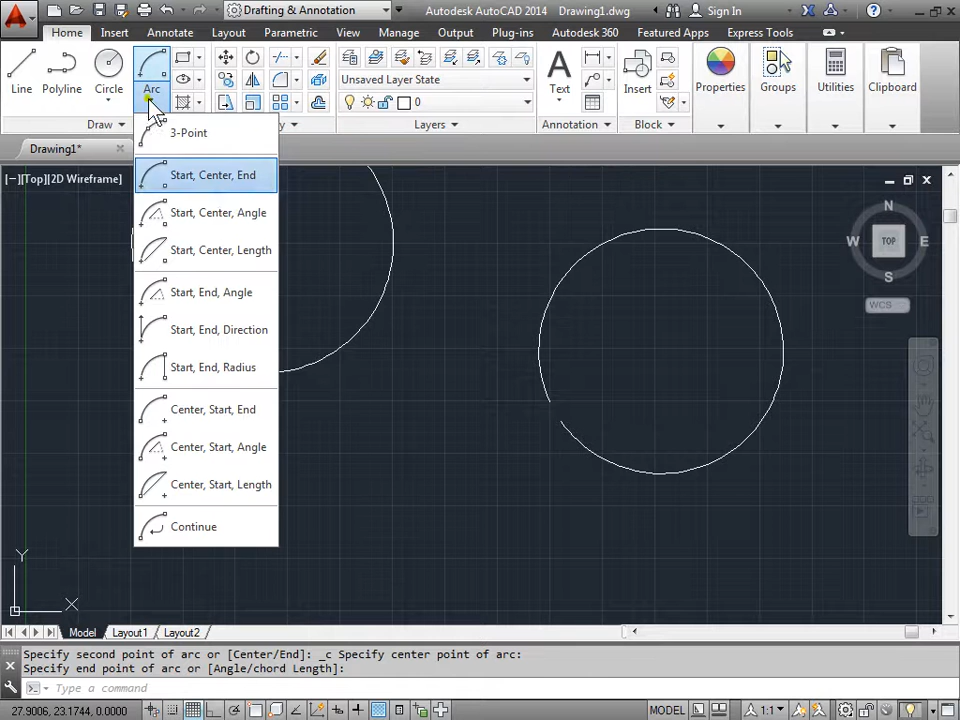 Drafting & Annotation
Autodesk AutoCAD 2014
Drawing1.dwg
Sign In
Home
Insert
Annotate
Layout
Parametric
View
Manage
Output
Plug-ins
Autodesk 360
Featured Apps
Express Tools
Line
Polyline
Circle
Arc
Unsaved Layer State
0
Text
Insert
Properties
Groups
Utilities
Clipboard
Draw
Layers
Annotation
Block
Drawing1*
3-Point
Start, Center, End
Start, Center, Angle
Start, Center, Length
Start, End, Angle
Start, End, Direction
Start, End, Radius
Center, Start, End
Center, Start, Angle
Center, Start, Length
Continue
[−][Top][2D Wireframe]
N
W
TOP
E
S
WCS
Y
X
Model
Layout1
Layout2
Specify second point of arc or [Center/End]: _c Specify center point of arc:
Specify end point of arc or [Angle/chord Length]:
Type a command
27.9006, 23.1744, 0.0000
MODEL
1:1